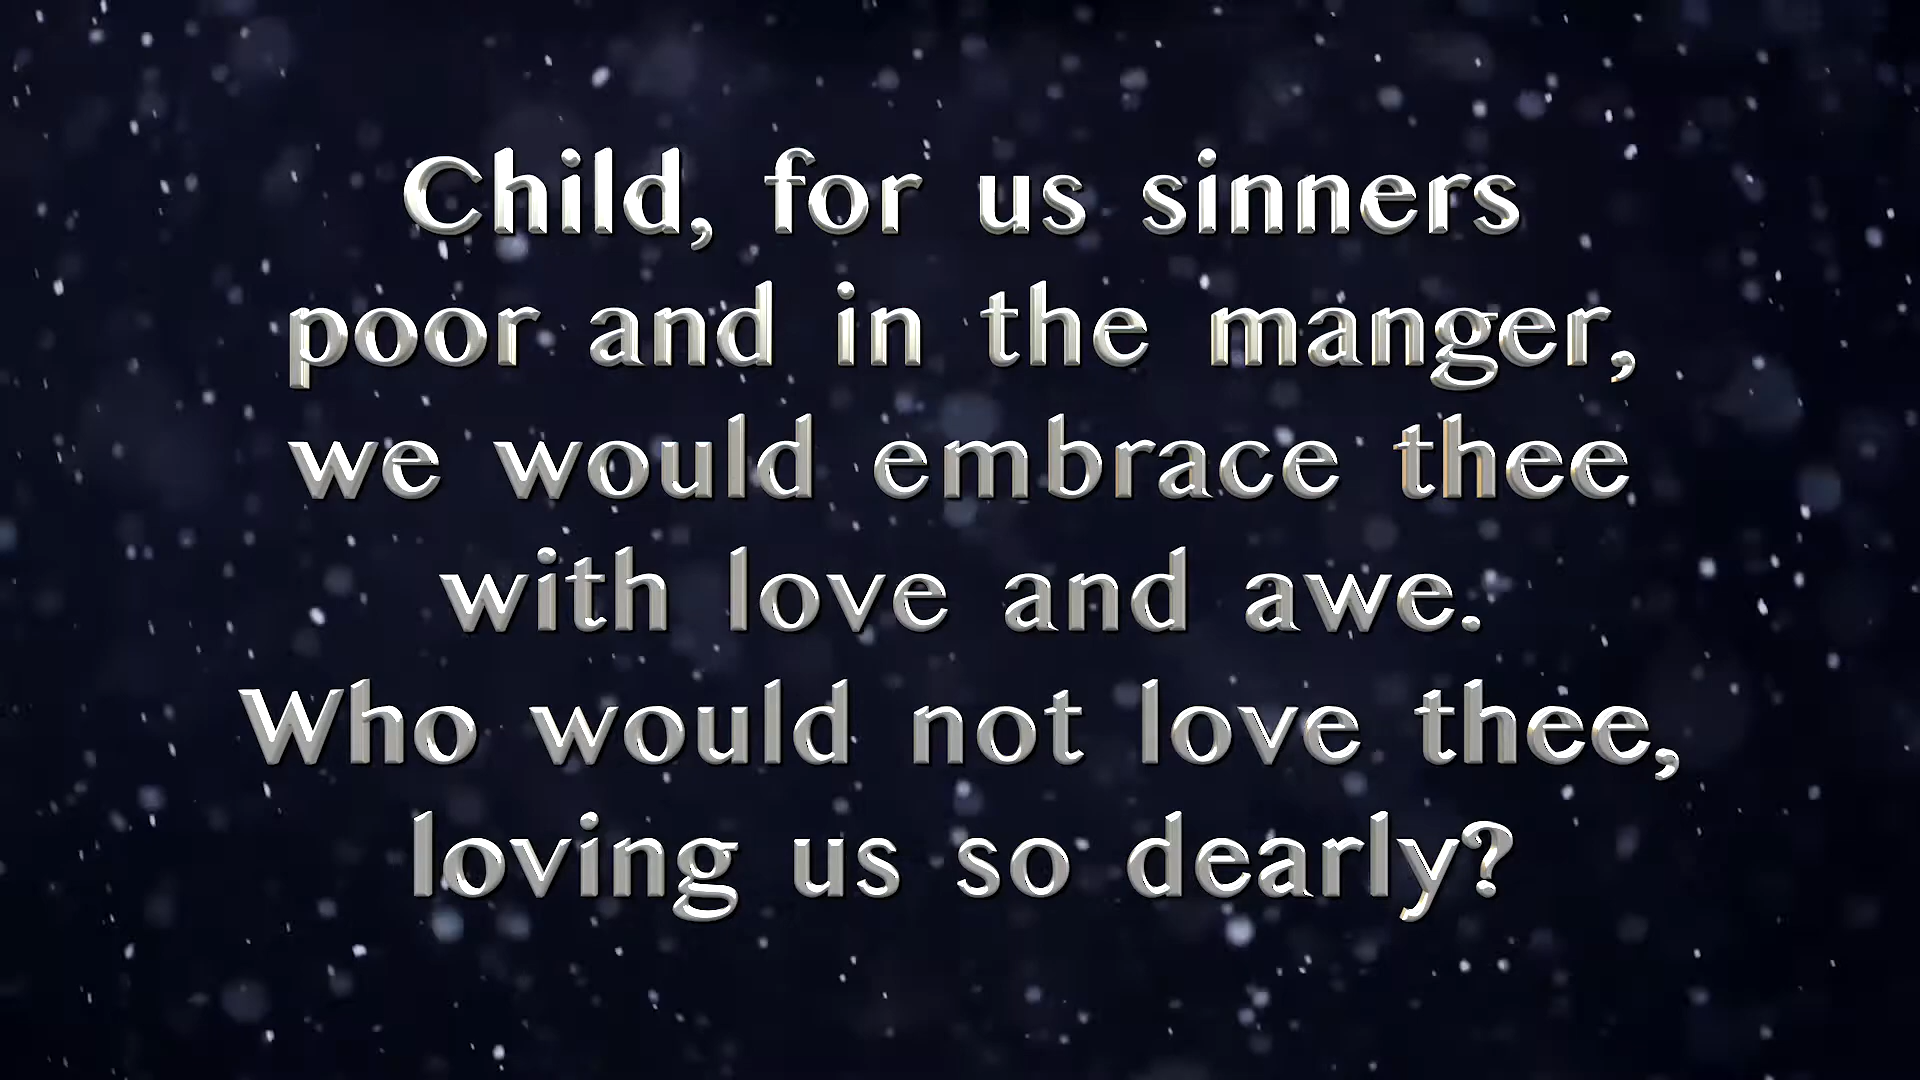 Child, for us sinners
poor and in the manger,
we would embrace thee
with love and awe.
Who would not love thee,
loving us so dearly?